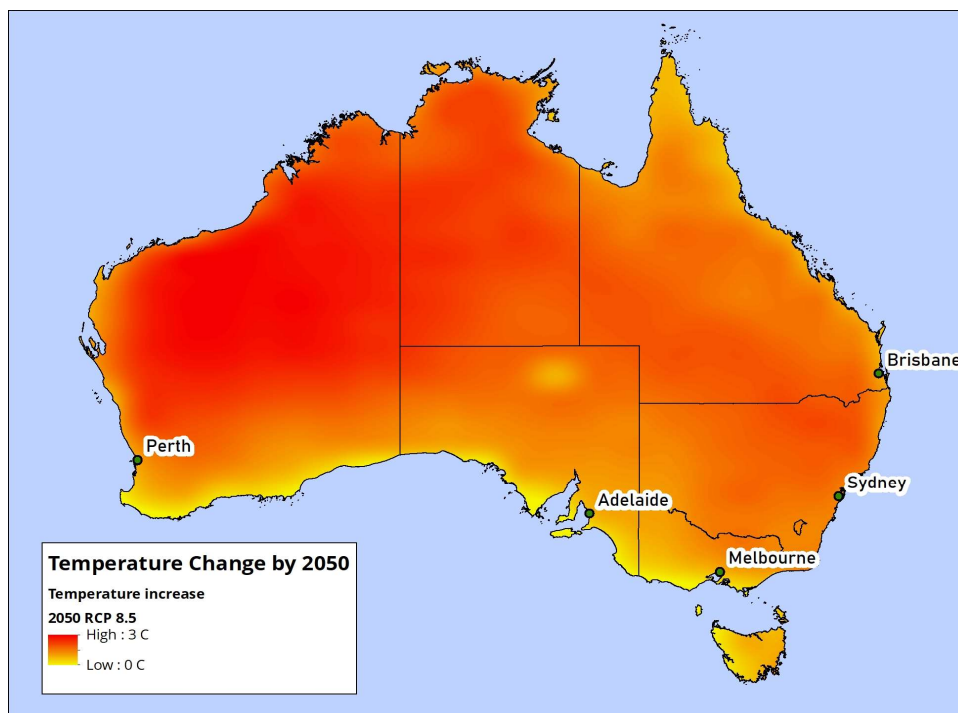 Brisbane
Perth
Sydney
Adelaide
Melbourne
Temperature Change by 2050
Temperature increase
2050 RCP 8.5
High : 3 C
Low : 0 C